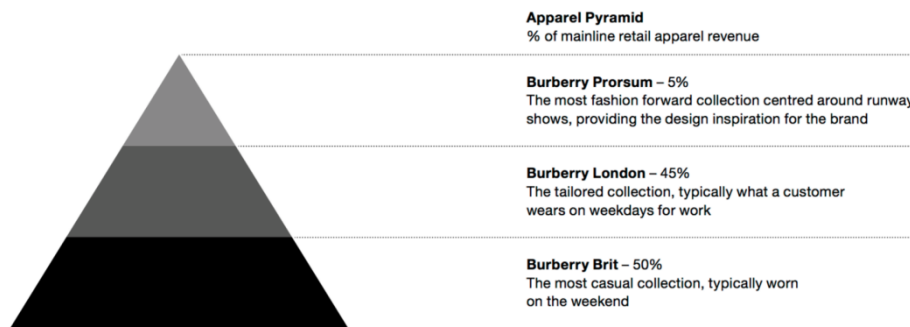 Apparel Pyramid
% of mainline retail apparel revenue
Burberry Prorsum – 5%
The most fashion forward collection centred around runway
shows, providing the design inspiration for the brand
Burberry London – 45%
The tailored collection, typically what a customer
wears on weekdays for work
Burberry Brit – 50%
The most casual collection, typically worn
on the weekend